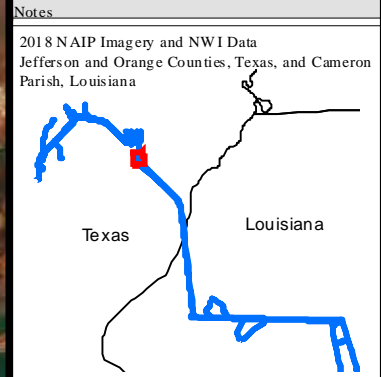 Notes
2018 NAIP Imagery and NWI Data
Jefferson and Orange Counties, Texas, and Cameron
Parish, Louisiana
Texas
Louisiana